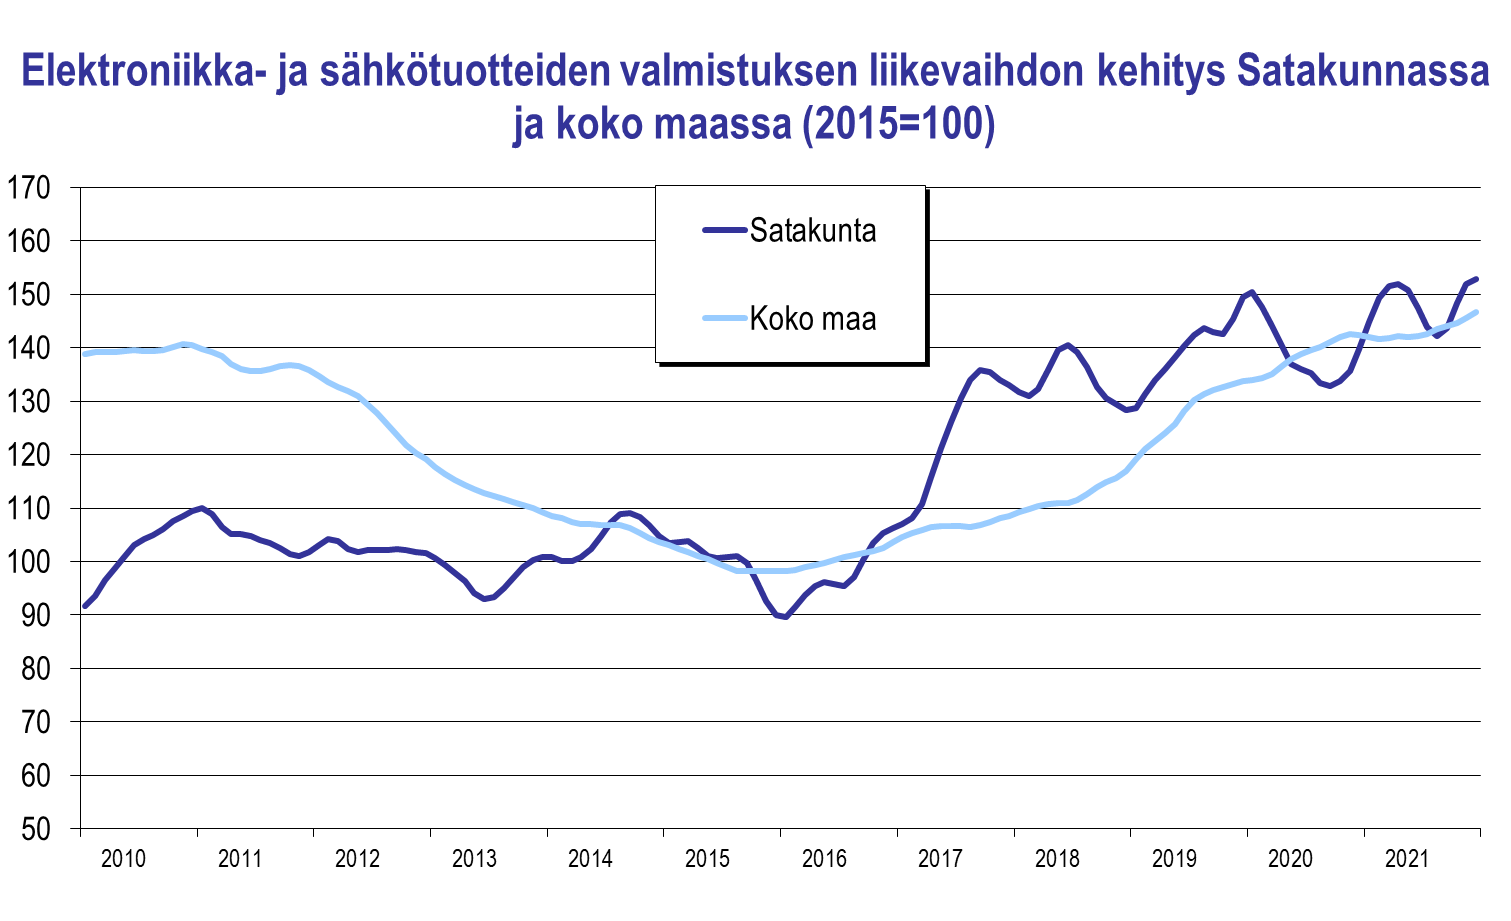 Elektroniikka- ja sähkötuotteiden valmistuksen liikevaihdon kehitys Satakunnassa
ja koko maassa (2015=100)
170
160
150
140
130
120
110
100
90
80
70
60
50
Satakunta
Koko maa
2010 2011 2012 2013 2014 2015 2016 2017 2018 2019 2020 2021